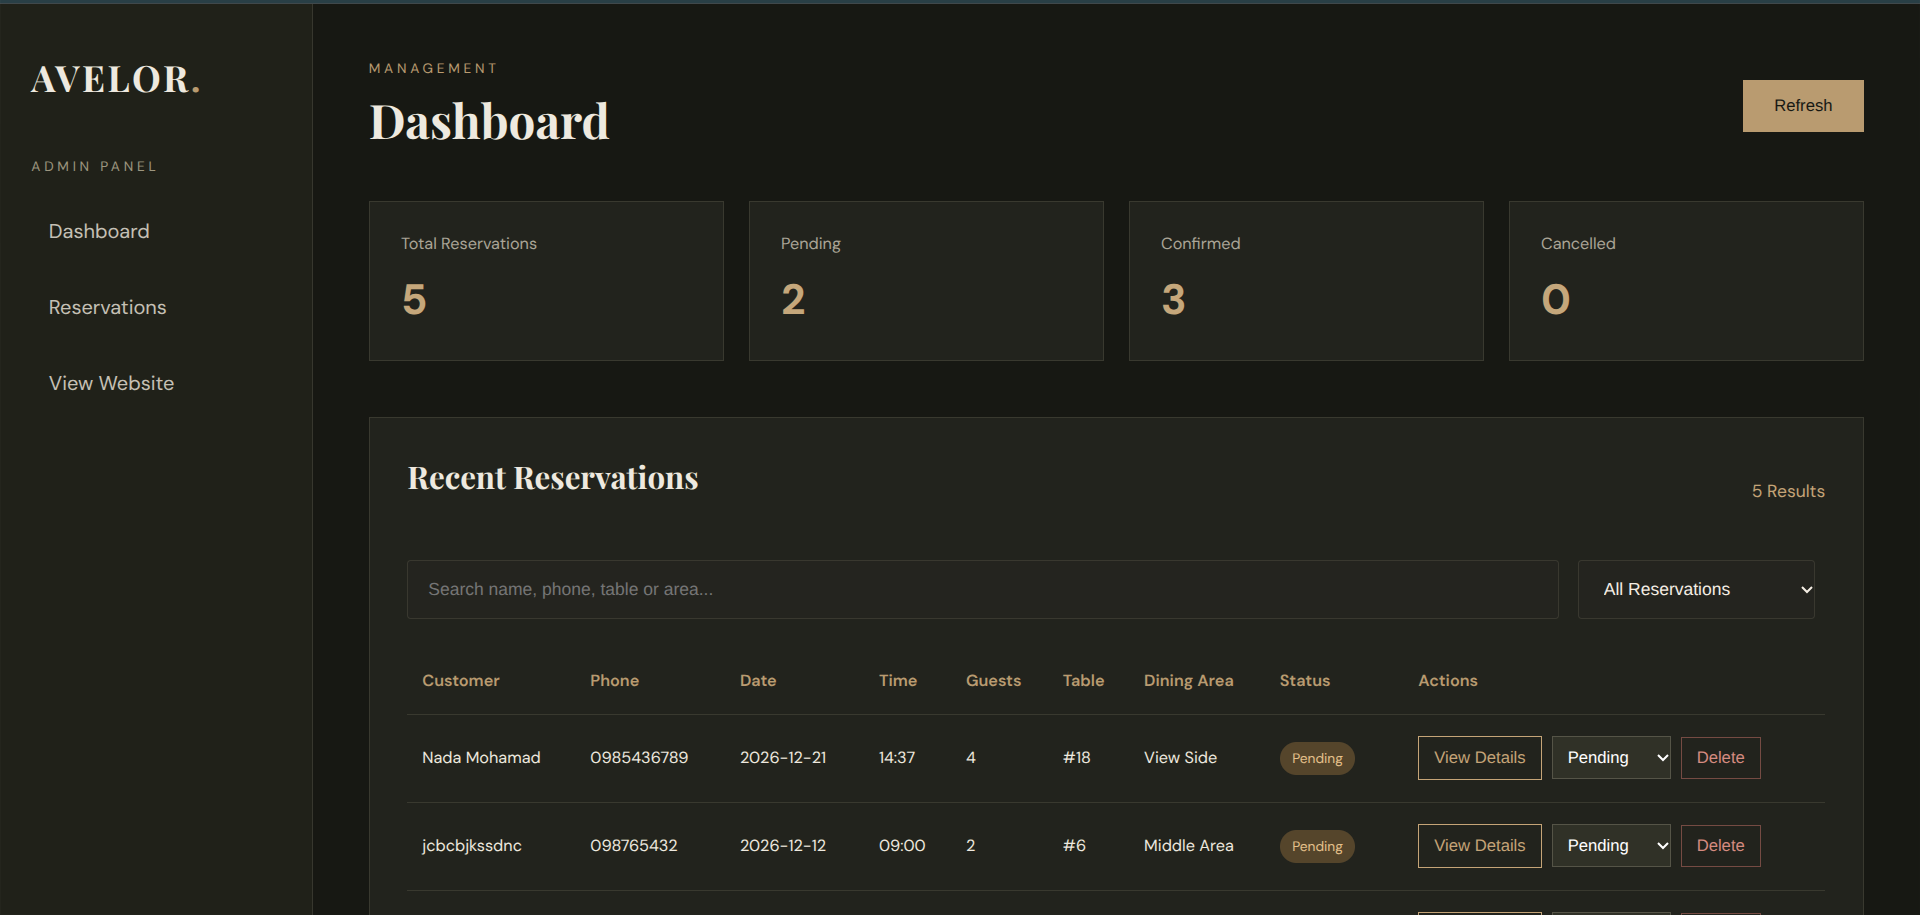 AVELOR.
ADMIN PANEL
Dashboard
Reservations
View Website
MANAGEMENT
Dashboard
Refresh
Total Reservations
5
Pending
2
Confirmed
3
Cancelled
0
Recent Reservations
5 Results
Search name, phone, table or area...
All Reservations
Customer Phone Date Time Guests Table Dining Area Status Actions
Nada Mohamad 0985436789 2026-12-21 14:37 4 #18 View Side Pending View Details Pending Delete
jcbcbjkssdnc 098765432 2026-12-12 09:00 2 #6 Middle Area Pending View Details Pending Delete